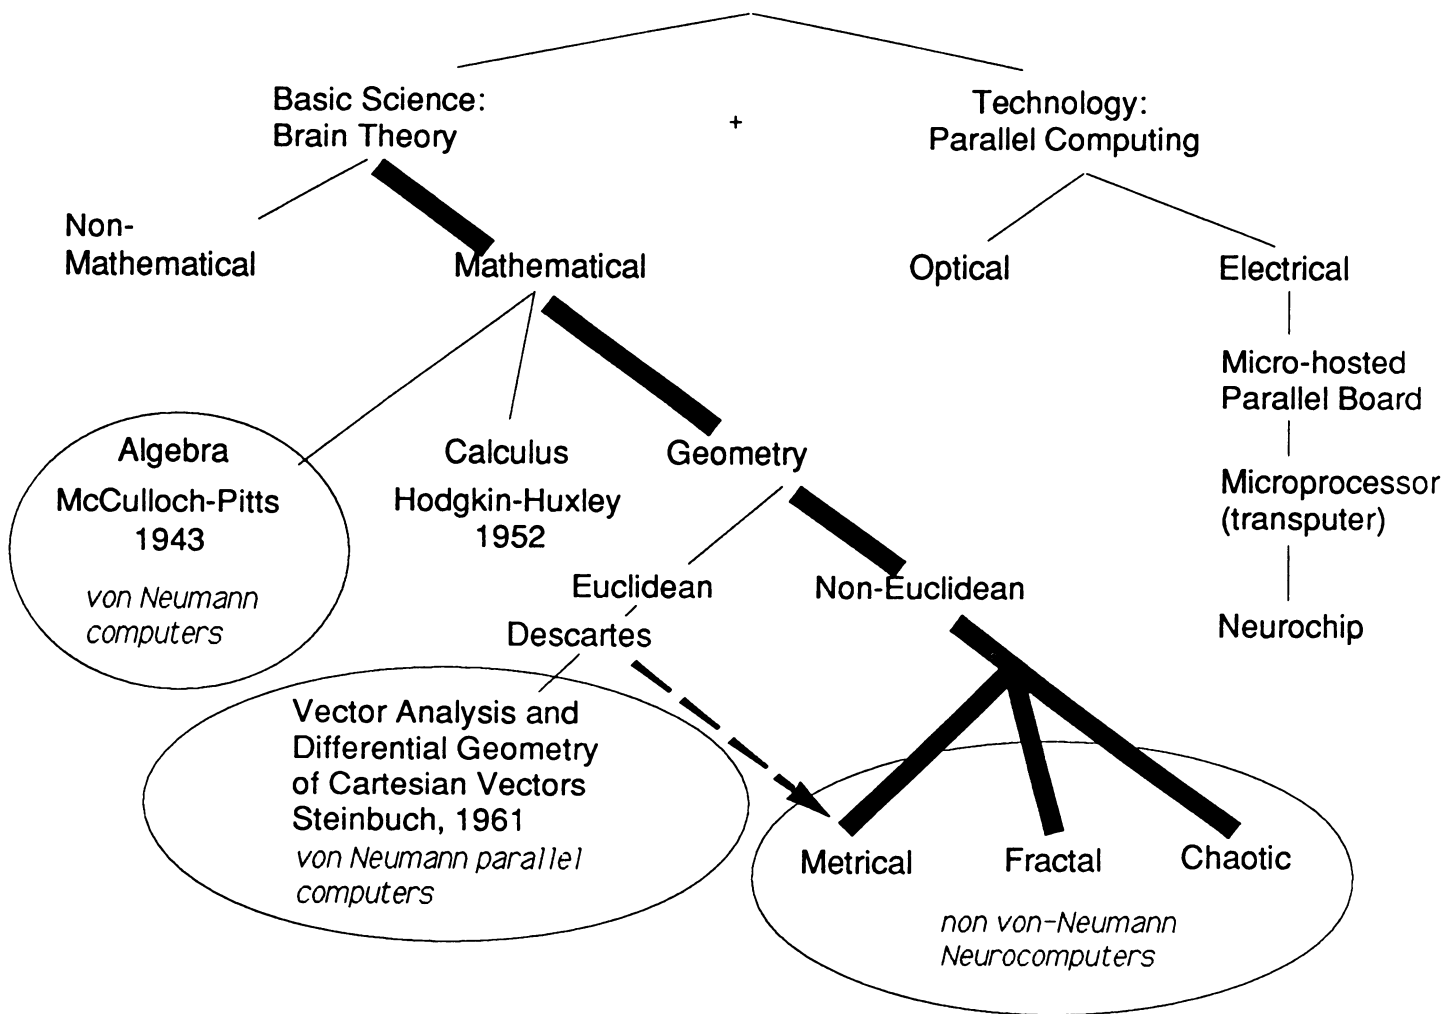 Basic Science:
Brain Theory
+
Technology:
Parallel Computing
Non-
Mathematical
Mathematical
Optical
Electrical
Micro-hosted
Parallel Board
Algebra
McCulloch-Pitts
1943
von Neumann
computers
Calculus
Hodgkin-Huxley
1952
Geometry
Microprocessor
(transputer)
Euclidean
Non-Euclidean
Descartes
Neurochip
Vector Analysis and
Differential Geometry
of Cartesian Vectors
Steinbuch, 1961
von Neumann parallel
computers
Metrical
Fractal
Chaotic
non von-Neumann
Neurocomputers